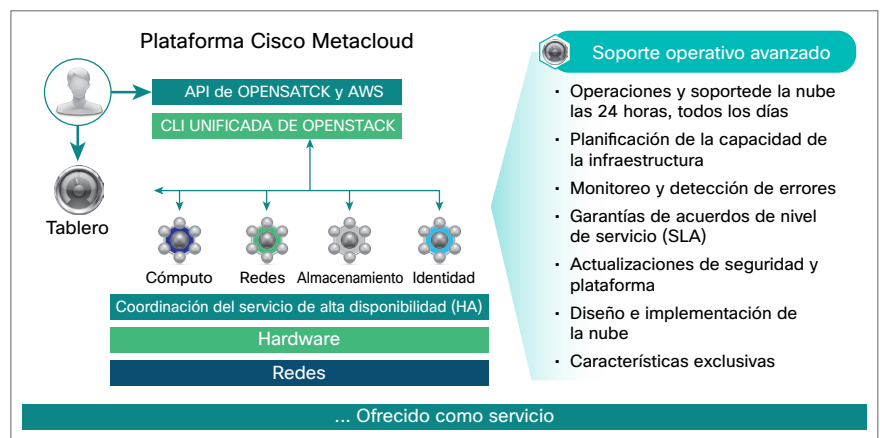 Plataforma Cisco Metacloud
API de OPENSATCK y AWS
CLI UNIFICADA DE OPENSTACK
Tablero
Cómputo
Redes
Almacenamiento
Identidad
Coordinación del servicio de alta disponibilidad (HA)
Hardware
Redes
Soporte operativo avanzado
· Operaciones y soportede la nube
las 24 horas, todos los días
· Planificación de la capacidad de
la infraestructura
· Monitoreo y detección de errores
· Garantías de acuerdos de nivel
de servicio (SLA)
· Actualizaciones de seguridad y
plataforma
· Diseño e implementación de
la nube
· Características exclusivas
... Ofrecido como servicio